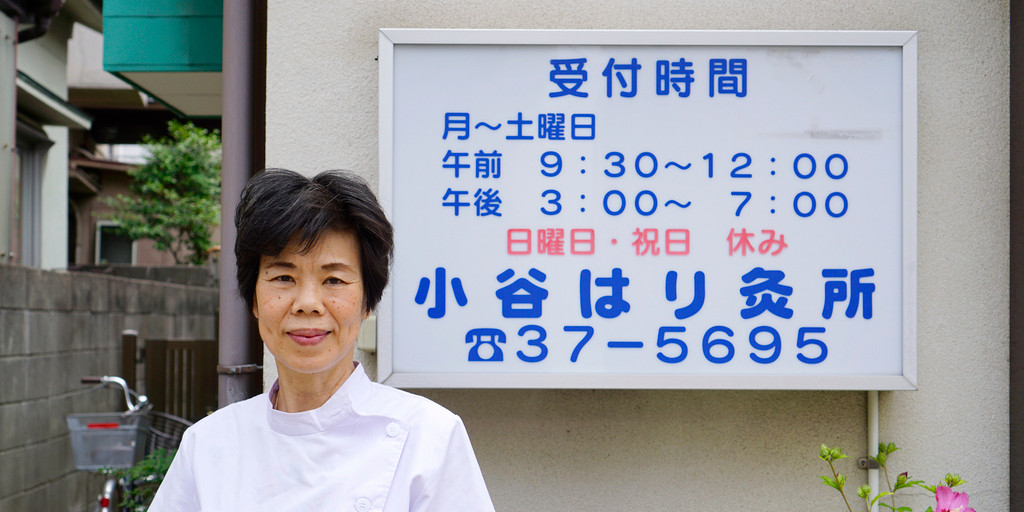 受付時間
月～土曜日
午前　9：30～12：00
午後　3：00～　7：00
日曜日・祝日　休み
小谷はり灸所
☎37－5695